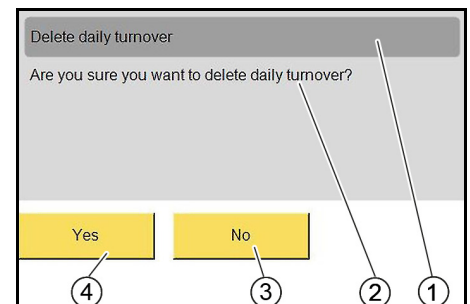 Delete daily turnover
Are you sure you want to delete daily turnover?
Yes No
4 3 2 1